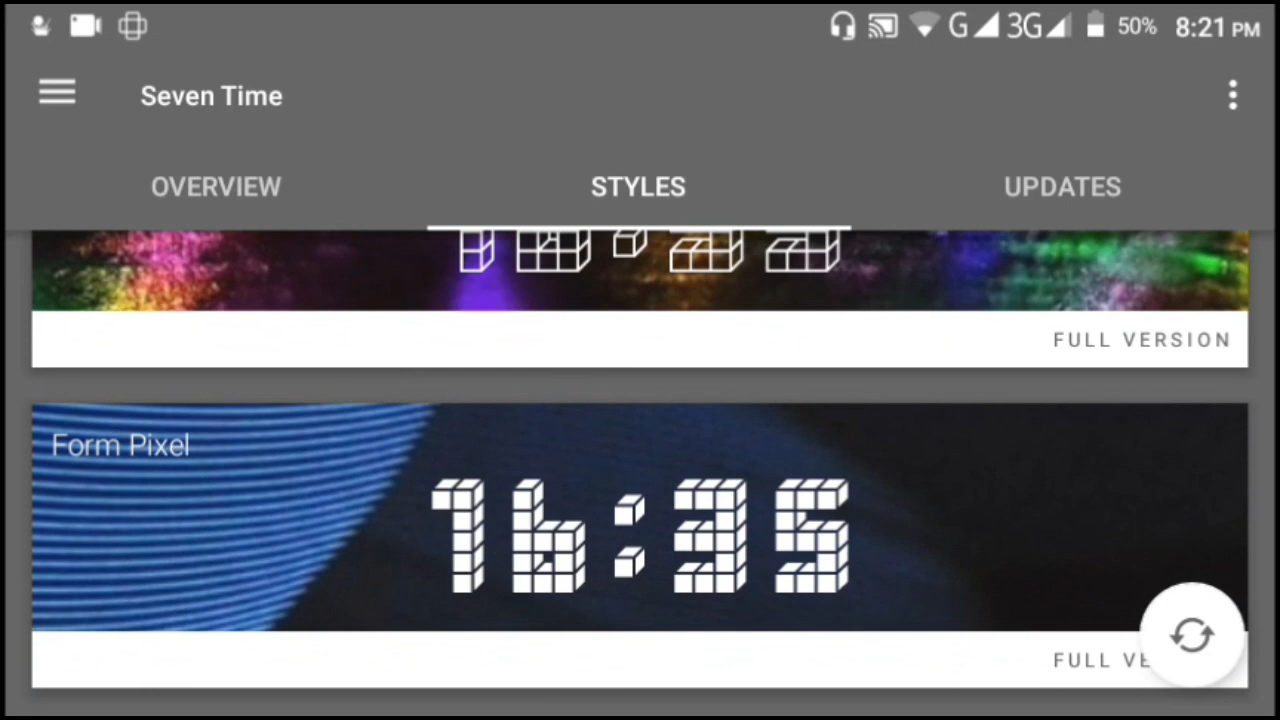 G 3G 50% 8:21 PM
Seven Time
OVERVIEW STYLES UPDATES
FULL VERSION
Form Pixel
16:35
FULL VE